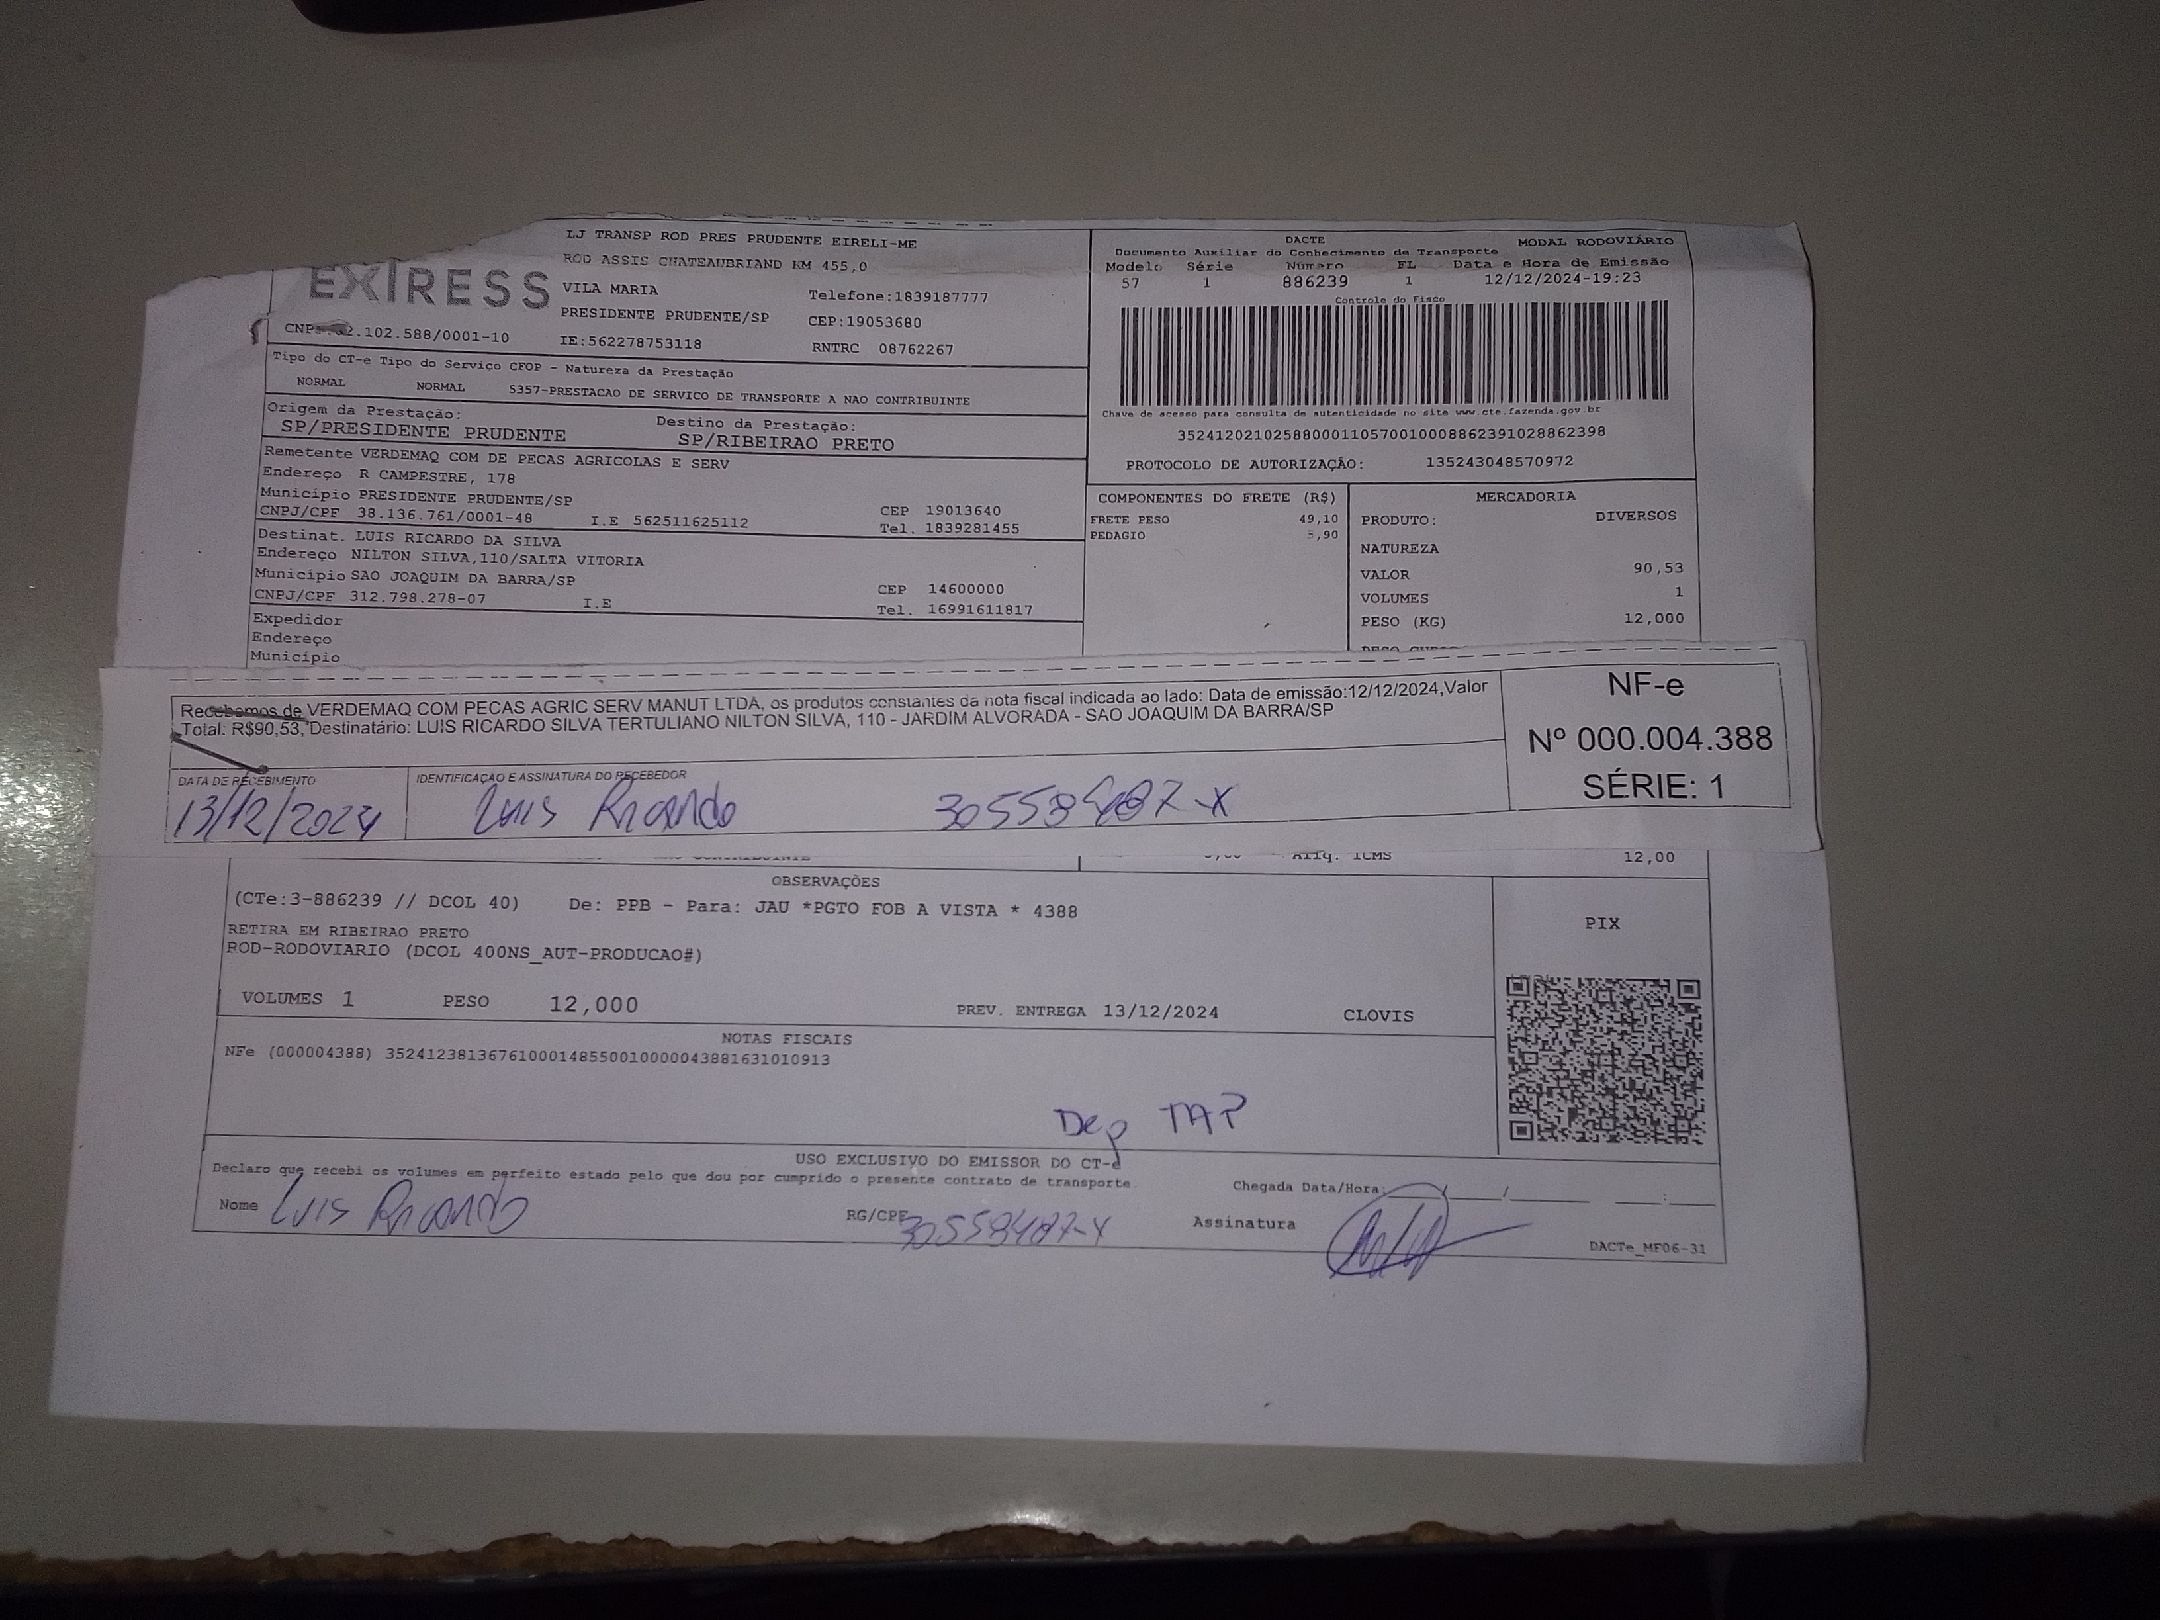 EXIRESS
LJ TRANSP ROD PRES PRUDENTE EIRELI-ME
ROD ASSIS CHATEAUBRIAND KM 455,0
VILA MARIA Telefone:1839187777
PRESIDENTE PRUDENTE/SP CEP:19053680
2.102.588/0001-10 IE:562278753118 RNTRC 08762267
DACTE MODAL RODOVIÁRIO
Documento Auxiliar do Conhecimento de Transporte
Modelo Série Número FL Data e Hora de Emissão
57 1 886239 1 12/12/2024-19:23
Controle do Fisco
Chave de acesso para consulta de autenticidade no site www.cte.fazenda.gov.br
35241202102588000110570010008862391028862398
PROTOCOLO DE AUTORIZAÇÃO: 135243048570972
Tipo do CT-e Tipo do Serviço CFOP - Natureza da Prestação
NORMAL NORMAL 5357-PRESTACAO DE SERVICO DE TRANSPORTE A NAO CONTRIBUINTE
Origem da Prestação: Destino da Prestação:
SP/PRESIDENTE PRUDENTE SP/RIBEIRAO PRETO
Remetente VERDEMAQ COM DE PECAS AGRICOLAS E SERV
Endereço R CAMPESTRE, 178
Município PRESIDENTE PRUDENTE/SP CEP 19013640
CNPJ/CPF 38.136.761/0001-48 I.E 562511625112 Tel. 1839281455
Destinat. LUIS RICARDO DA SILVA
Endereço NILTON SILVA,110/SALTA VITORIA
Município SAO JOAQUIM DA BARRA/SP CEP 14600000
CNPJ/CPF 312.798.278-07 I.E Tel. 16991611817
Expedidor
Endereço
Município
COMPONENTES DO FRETE (R$)
FRETE PESO 49,10
PEDAGIO 5,90
MERCADORIA
PRODUTO: DIVERSOS
NATUREZA
VALOR 90,53
VOLUMES 1
PESO (KG) 12,000
Recebemos de VERDEMAQ COM PECAS AGRIC SERV MANUT LTDA, os produtos constantes da nota fiscal indicada ao lado: Data de emissão:12/12/2024,Valor
Total: R$90,53, Destinatário: LUIS RICARDO SILVA TERTULIANO NILTON SILVA, 110 - JARDIM ALVORADA - SAO JOAQUIM DA BARRA/SP
NF-e
Nº 000.004.388
SÉRIE: 1
DATA DE RECEBIMENTO IDENTIFICAÇÃO E ASSINATURA DO RECEBEDOR
13/12/2024 Luis Ricardo 305584487-X
Aliq. ICMS 12,00
OBSERVAÇÕES
(CTe:3-886239 // DCOL 40) De: PPB - Para: JAU *PGTO FOB A VISTA * 4388
RETIRA EM RIBEIRAO PRETO
ROD-RODOVIARIO (DCOL 400NS_AUT-PRODUCAO#)
VOLUMES 1 PESO 12,000 PREV. ENTREGA 13/12/2024 CLOVIS
PIX
NOTAS FISCAIS
NFe (000004388) 35241238136761000148550010000043881631010913
Dep
USO EXCLUSIVO DO EMISSOR DO CT-e
Declaro que recebi os volumes em perfeito estado pelo que dou por cumprido o presente contrato de transporte.
Chegada Data/Hora:
Nome Luis Ricardo RG/CPF Assinatura
DACTe_MF06-31